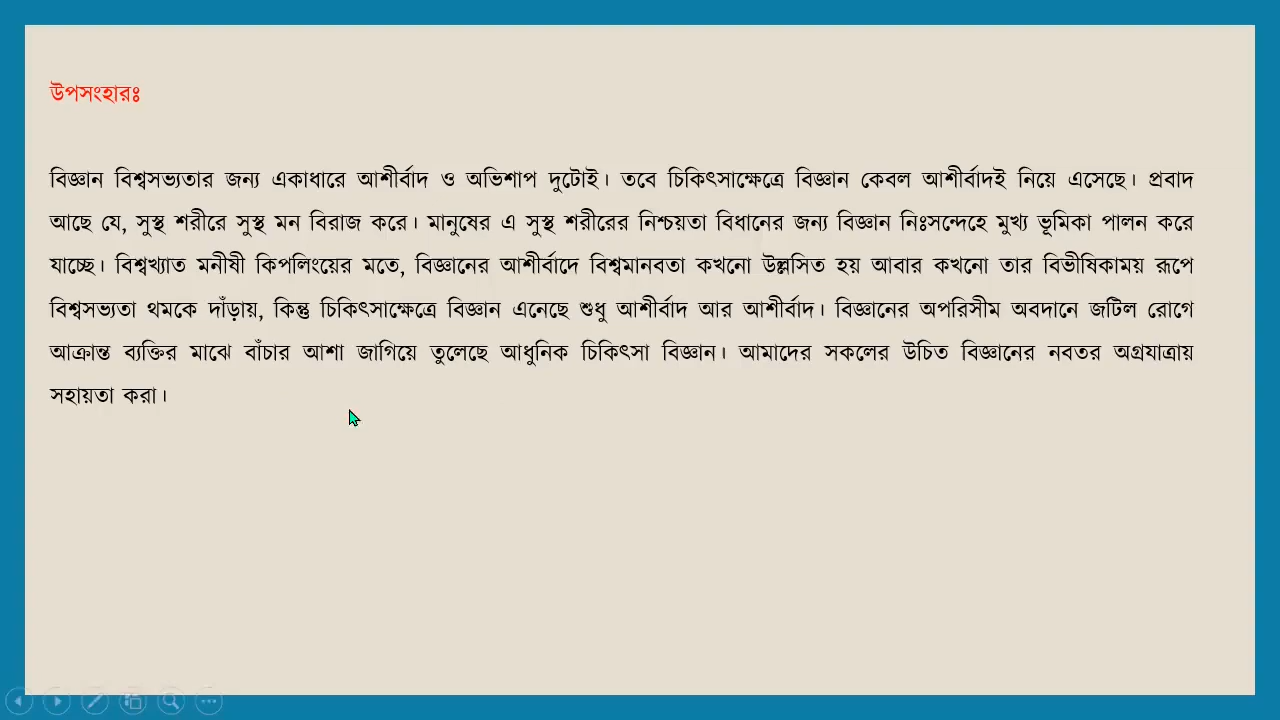 উপসংহারঃ
বিজ্ঞান বিশ্বসভ্যতার জন্য একাধারে আশীর্বাদ ও অভিশাপ দুটোই। তবে চিকিৎসাক্ষেত্রে বিজ্ঞান কেবল আশীর্বাদই নিয়ে এসেছে। প্রবাদ
আছে যে, সুস্থ শরীরে সুস্থ মন বিরাজ করে। মানুষের এ সুস্থ শরীরের নিশ্চয়তা বিধানের জন্য বিজ্ঞান নিঃসন্দেহে মুখ্য ভূমিকা পালন করে
যাচ্ছে। বিশ্বখ্যাত মনীষী কিপলিংয়ের মতে, বিজ্ঞানের আশীর্বাদে বিশ্বমানবতা কখনো উল্লসিত হয় আবার কখনো তার বিভীষিকাময় রূপে
বিশ্বসভ্যতা থমকে দাঁড়ায়, কিন্তু চিকিৎসাক্ষেত্রে বিজ্ঞান এনেছে শুধু আশীর্বাদ আর আশীর্বাদ। বিজ্ঞানের অপরিসীম অবদানে জটিল রোগে
আক্রান্ত ব্যক্তির মাঝে বাঁচার আশা জাগিয়ে তুলেছে আধুনিক চিকিৎসা বিজ্ঞান। আমাদের সকলের উচিত বিজ্ঞানের নবতর অগ্রযাত্রায়
সহায়তা করা।